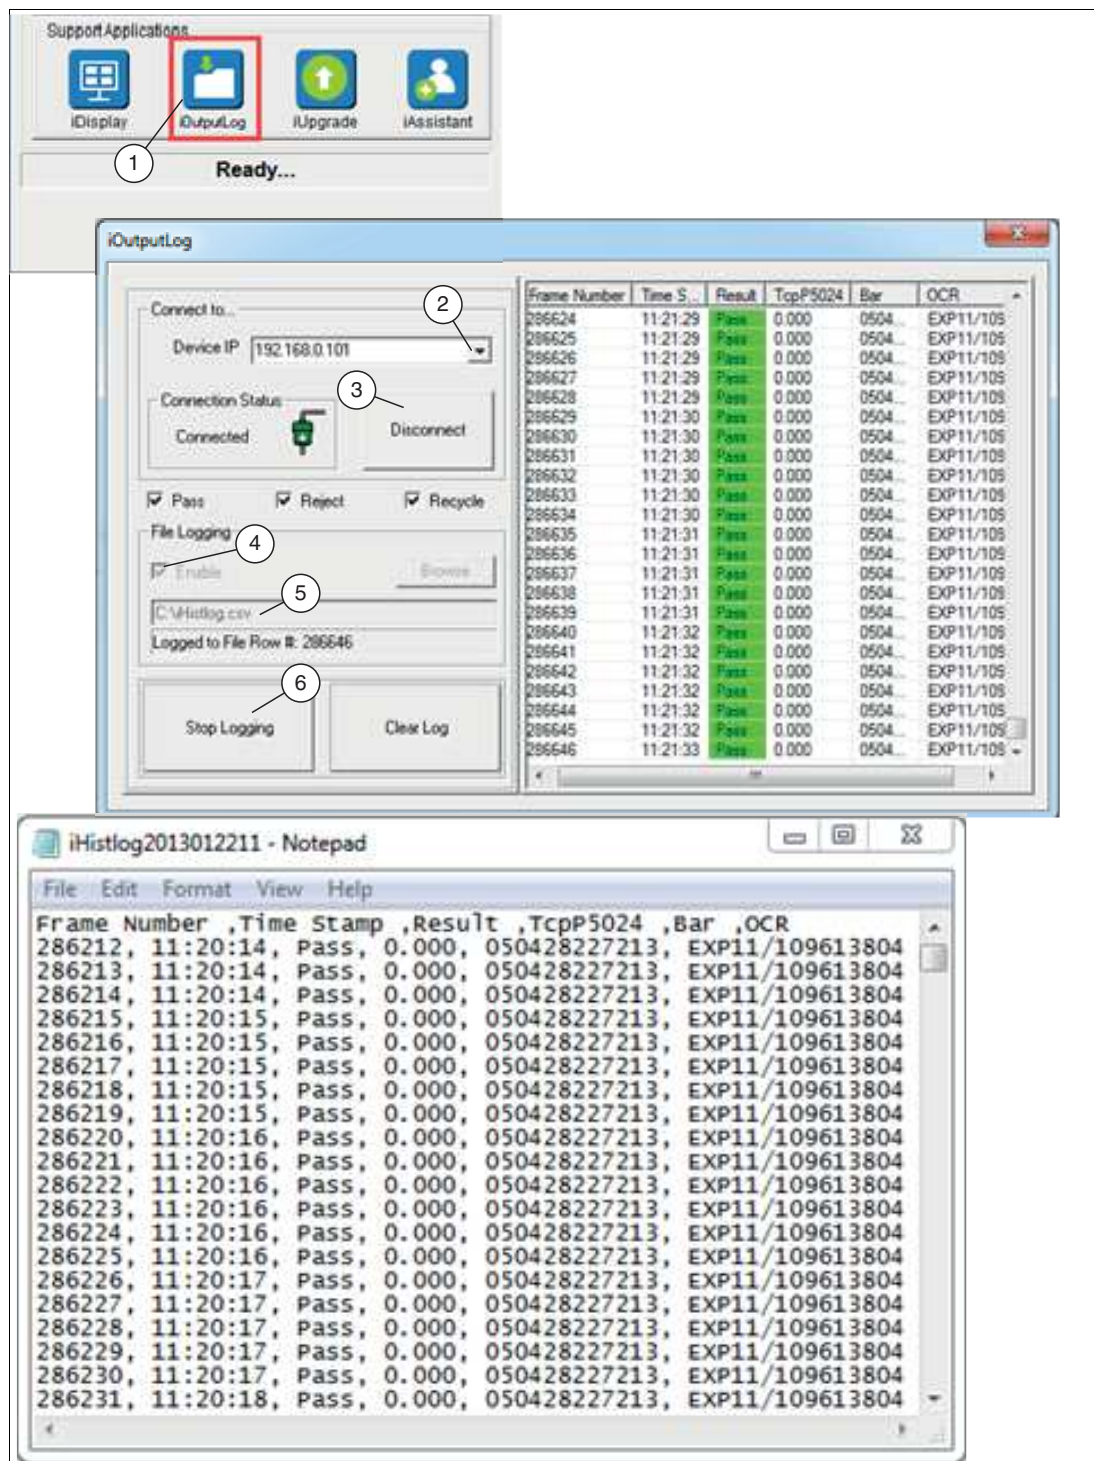 Support Applications
iDisplay iOutputLog iUpgrade iAssistant
1
Ready...
iOutputLog
Connect to...
2
Device IP 192.168.0.101
Connection Status
3
Connected
Disconnect
Pass Reject Recycle
File Logging
4
Enable Browse
5
C:\iHistlog.csv
Logged to File Row #: 286646
6
Stop Logging Clear Log
Frame Number Time S... Result TcpP5024 Bar OCR
286624 11:21:29 Pass 0.000 0504... EXP11/109
286625 11:21:29 Pass 0.000 0504... EXP11/109
286626 11:21:29 Pass 0.000 0504... EXP11/109
286627 11:21:29 Pass 0.000 0504... EXP11/109
286628 11:21:29 Pass 0.000 0504... EXP11/109
286629 11:21:30 Pass 0.000 0504... EXP11/109
286630 11:21:30 Pass 0.000 0504... EXP11/109
286631 11:21:30 Pass 0.000 0504... EXP11/109
286632 11:21:30 Pass 0.000 0504... EXP11/109
286633 11:21:30 Pass 0.000 0504... EXP11/109
286634 11:21:30 Pass 0.000 0504... EXP11/109
286635 11:21:31 Pass 0.000 0504... EXP11/109
286636 11:21:31 Pass 0.000 0504... EXP11/109
286637 11:21:31 Pass 0.000 0504... EXP11/109
286638 11:21:31 Pass 0.000 0504... EXP11/109
286639 11:21:31 Pass 0.000 0504... EXP11/109
286640 11:21:32 Pass 0.000 0504... EXP11/109
286641 11:21:32 Pass 0.000 0504... EXP11/109
286642 11:21:32 Pass 0.000 0504... EXP11/109
286643 11:21:32 Pass 0.000 0504... EXP11/109
286644 11:21:32 Pass 0.000 0504... EXP11/109
286645 11:21:32 Pass 0.000 0504... EXP11/109
286646 11:21:33 Pass 0.000 0504... EXP11/109
iHistlog2013012211 - Notepad
File Edit Format View Help
Frame Number ,Time Stamp ,Result ,TcpP5024 ,Bar ,OCR
286212, 11:20:14, Pass, 0.000, 050428227213, EXP11/109613804
286213, 11:20:14, Pass, 0.000, 050428227213, EXP11/109613804
286214, 11:20:14, Pass, 0.000, 050428227213, EXP11/109613804
286215, 11:20:15, Pass, 0.000, 050428227213, EXP11/109613804
286216, 11:20:15, Pass, 0.000, 050428227213, EXP11/109613804
286217, 11:20:15, Pass, 0.000, 050428227213, EXP11/109613804
286218, 11:20:15, Pass, 0.000, 050428227213, EXP11/109613804
286219, 11:20:15, Pass, 0.000, 050428227213, EXP11/109613804
286220, 11:20:16, Pass, 0.000, 050428227213, EXP11/109613804
286221, 11:20:16, Pass, 0.000, 050428227213, EXP11/109613804
286222, 11:20:16, Pass, 0.000, 050428227213, EXP11/109613804
286223, 11:20:16, Pass, 0.000, 050428227213, EXP11/109613804
286224, 11:20:16, Pass, 0.000, 050428227213, EXP11/109613804
286225, 11:20:16, Pass, 0.000, 050428227213, EXP11/109613804
286226, 11:20:17, Pass, 0.000, 050428227213, EXP11/109613804
286227, 11:20:17, Pass, 0.000, 050428227213, EXP11/109613804
286228, 11:20:17, Pass, 0.000, 050428227213, EXP11/109613804
286229, 11:20:17, Pass, 0.000, 050428227213, EXP11/109613804
286230, 11:20:17, Pass, 0.000, 050428227213, EXP11/109613804
286231, 11:20:18, Pass, 0.000, 050428227213, EXP11/109613804